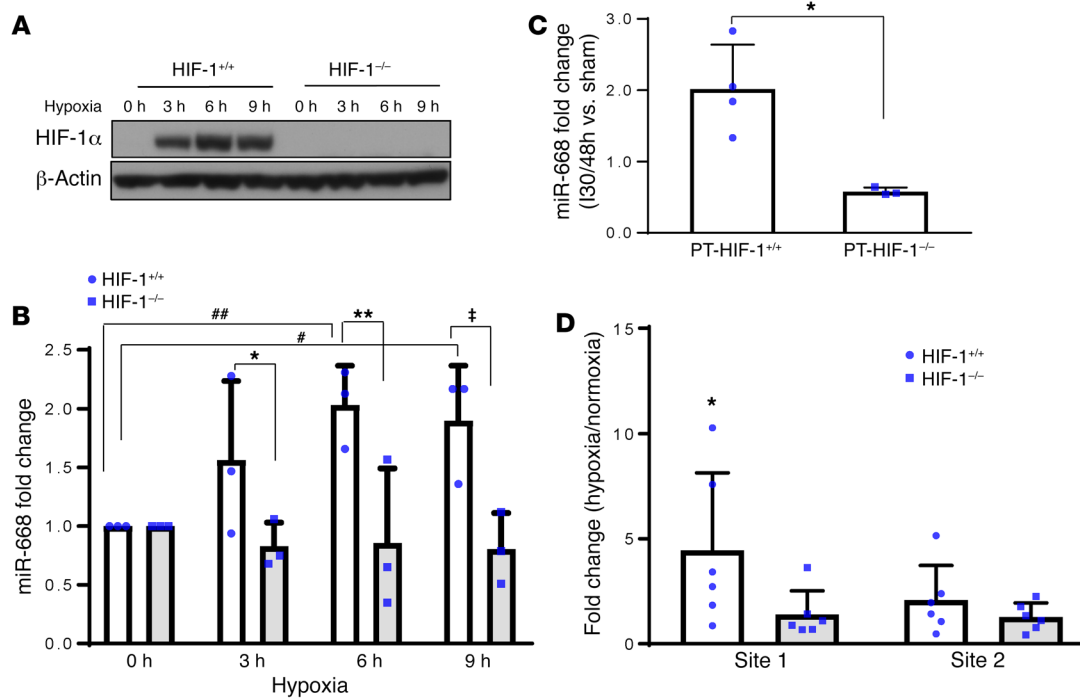 A
HIF-1+/+
HIF-1–/–
Hypoxia 0 h 3 h 6 h 9 h 0 h 3 h 6 h 9 h
HIF-1α
β-Actin
C
miR-668 fold change
(I30/48h vs. sham)
3.0
2.0
1.0
0.0
*
PT-HIF-1+/+
PT-HIF-1–/–
B
HIF-1+/+
HIF-1–/–
miR-668 fold change
2.5
2.0
1.5
1.0
0.5
0.0
##
#
*
**
‡
0 h 3 h 6 h 9 h
Hypoxia
D
Fold change (hypoxia/normoxia)
15
10
5
0
*
HIF-1+/+
HIF-1–/–
Site 1 Site 2